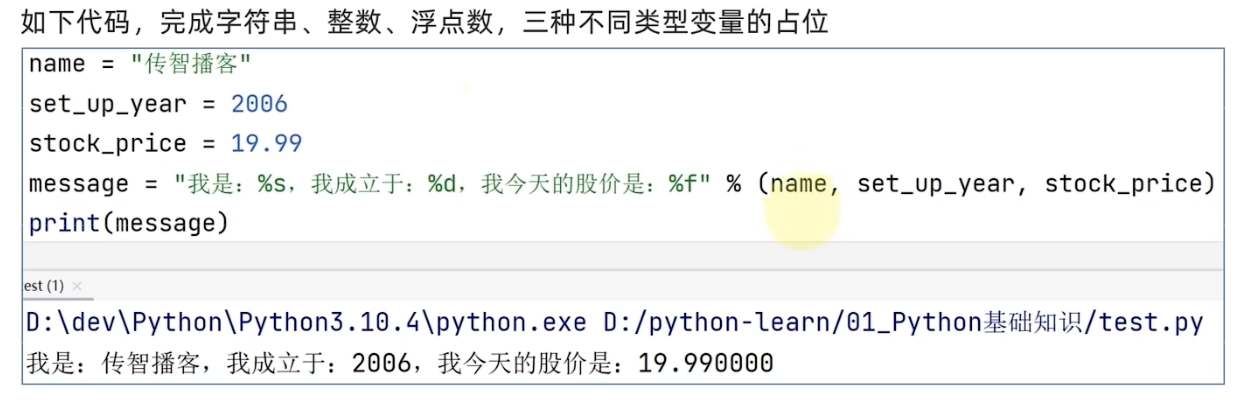 如下代码，完成字符串、整数、浮点数，三种不同类型变量的占位
name = "传智播客"
set_up_year = 2006
stock_price = 19.99
message = "我是：%s，我成立于：%d，我今天的股价是：%f" % (name, set_up_year, stock_price)
print(message)
est (1) ×
D:\dev\Python\Python3.10.4\python.exe D:/python-learn/01_Python基础知识/test.py
我是：传智播客，我成立于：2006，我今天的股价是：19.990000